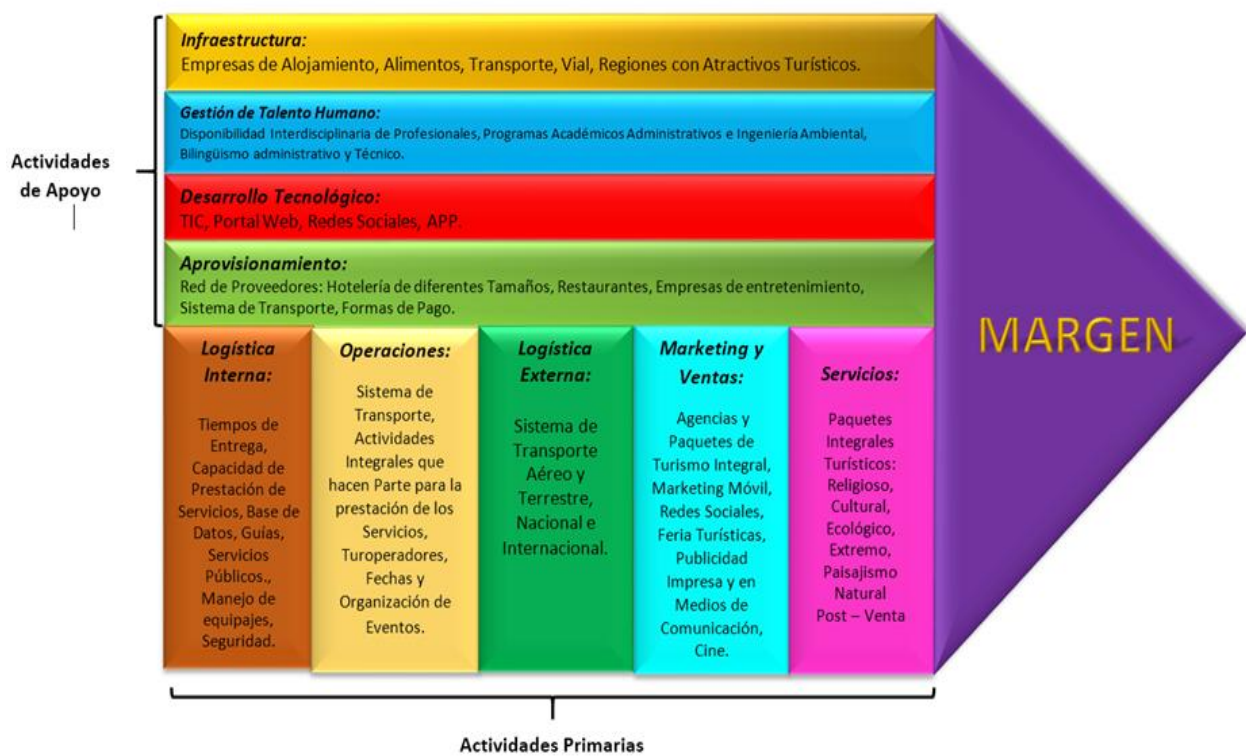 Infraestructura:
Empresas de Alojamiento, Alimentos, Transporte, Vial, Regiones con Atractivos Turísticos.
Gestión de Talento Humano:
Disponibilidad Interdisciplinaria de Profesionales, Programas Académicos Administrativos e Ingeniería Ambiental,
Bilingüismo administrativo y Técnico.
Actividades
de Apoyo
Desarrollo Tecnológico:
TIC, Portal Web, Redes Sociales, APP.
Aprovisionamiento:
Red de Proveedores: Hotelería de diferentes Tamaños, Restaurantes, Empresas de entretenimiento,
Sistema de Transporte, Formas de Pago.
MARGEN
Logística
Interna:
Tiempos de
Entrega,
Capacidad de
Prestación de
Servicios, Base de
Datos, Guías,
Servicios
Públicos.,
Manejo de
equipajes,
Seguridad.
Operaciones:
Sistema de
Transporte,
Actividades
Integrales que
hacen Parte para la
prestación de los
Servicios,
Turoperadores,
Fechas y
Organización de
Eventos.
Logística
Externa:
Sistema de
Transporte
Aéreo y
Terrestre,
Nacional e
Internacional.
Marketing y
Ventas:
Agencias y
Paquetes de
Turismo Integral,
Marketing Móvil,
Redes Sociales,
Feria Turísticas,
Publicidad
Impresa y en
Medios de
Comunicación,
Cine.
Servicios:
Paquetes
Integrales
Turísticos:
Religioso,
Cultural,
Ecológico,
Extremo,
Paisajismo
Natural
Post – Venta
Actividades Primarias